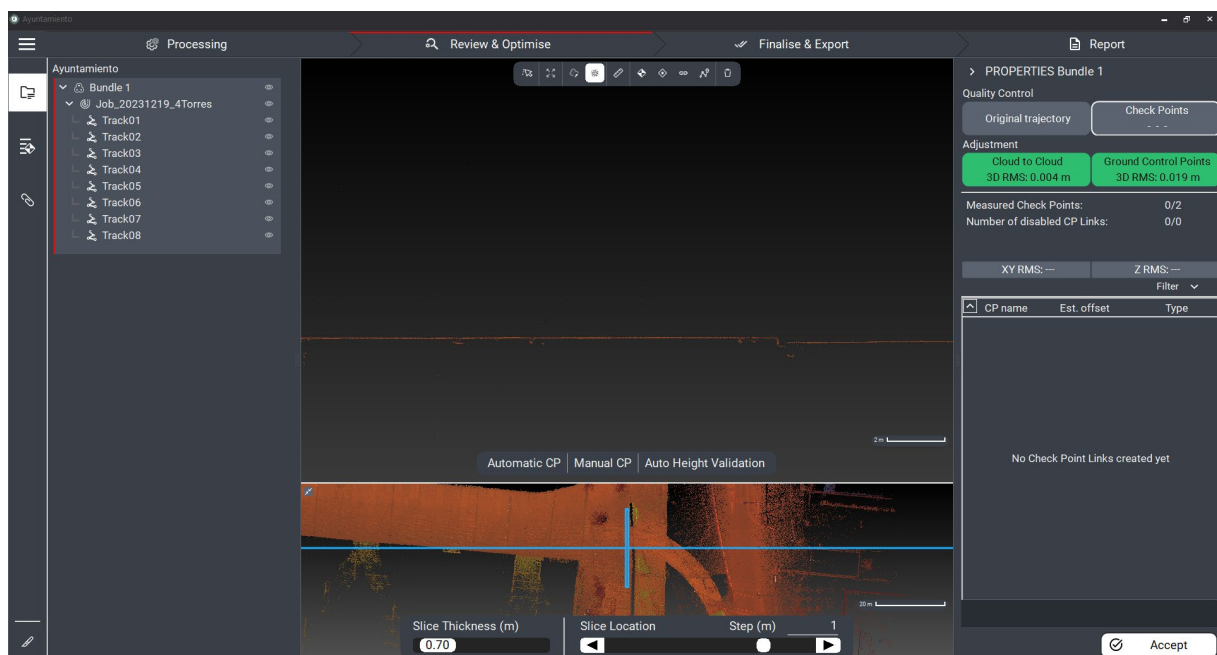 Ayuntamiento
Processing
Review & Optimise
Finalise & Export
Report
Ayuntamiento
Bundle 1
Job_20231219_4Torres
Track01
Track02
Track03
Track04
Track05
Track06
Track07
Track08
2 m
Automatic CP | Manual CP | Auto Height Validation
20 m
Slice Thickness (m)
0.70
Slice Location
Step (m) 1
PROPERTIES Bundle 1
Quality Control
Original trajectory
Check Points
- - -
Adjustment
Cloud to Cloud
3D RMS: 0.004 m
Ground Control Points
3D RMS: 0.019 m
Measured Check Points: 0/2
Number of disabled CP Links: 0/0
XY RMS: ---
Z RMS: ---
Filter
CP name Est. offset Type
No Check Point Links created yet
Accept